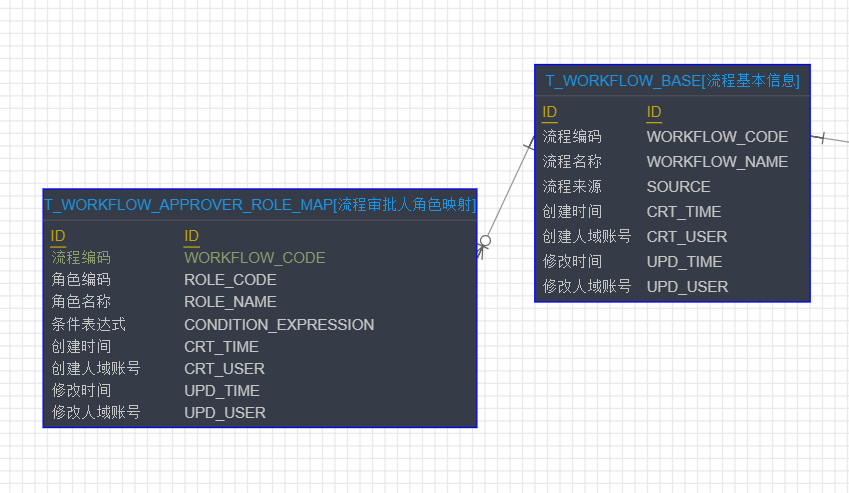 T_WORKFLOW_BASE[流程基本信息]
ID ID
流程编码 WORKFLOW_CODE
流程名称 WORKFLOW_NAME
流程来源 SOURCE
创建时间 CRT_TIME
创建人域账号 CRT_USER
修改时间 UPD_TIME
修改人域账号 UPD_USER
T_WORKFLOW_APPROVER_ROLE_MAP[流程审批人角色映射]
ID ID
流程编码 WORKFLOW_CODE
角色编码 ROLE_CODE
角色名称 ROLE_NAME
条件表达式 CONDITION_EXPRESSION
创建时间 CRT_TIME
创建人域账号 CRT_USER
修改时间 UPD_TIME
修改人域账号 UPD_USER